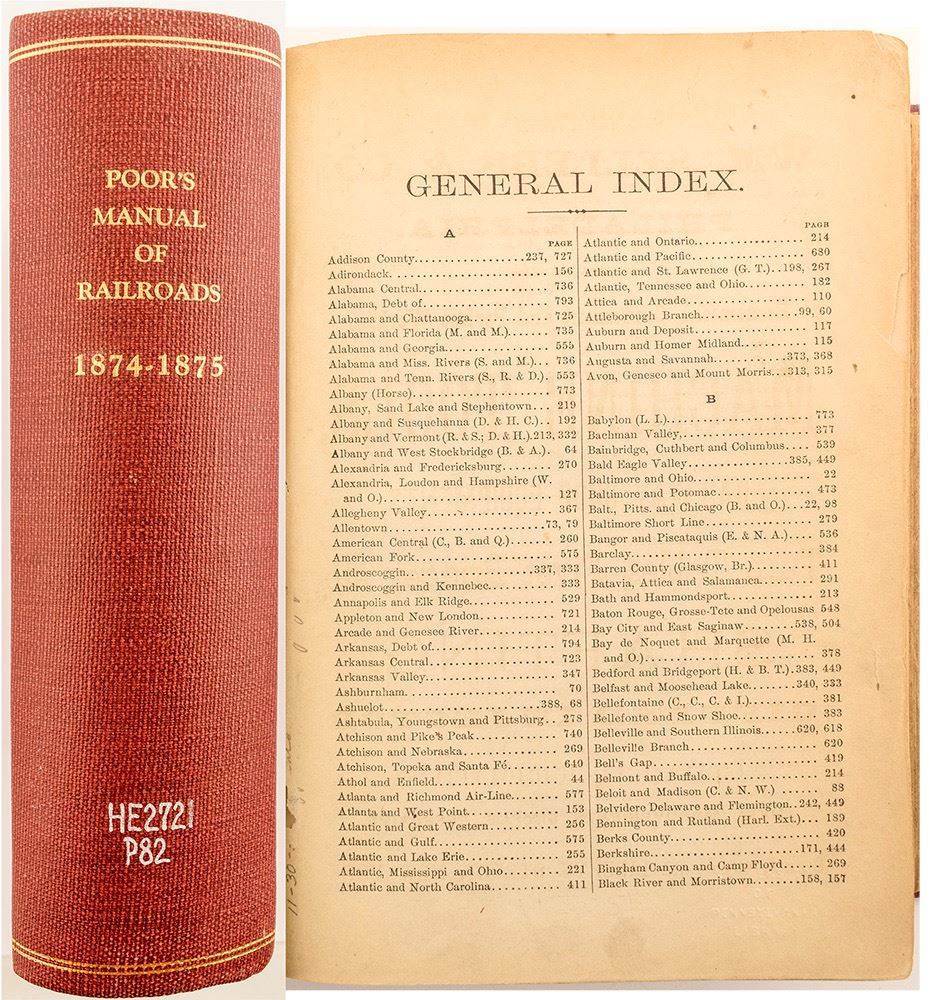 POOR'S
MANUAL
OF
RAILROADS
1874-1875
HE2721
P82
GENERAL INDEX.
A
PAGE
Addison County..................237, 727
Adirondack. ..................... 156
Alabama Central.................. 736
Alabama, Debt of................. 793
Alabama and Chattanooga.......... 725
Alabama and Florida (M. and M.)...... 735
Alabama and Georgia.............. 555
Alabama and Miss. Rivers (S. and M.)... 736
Alabama and Tenn. Rivers (S., R. & D.). 553
Albany (Horse)................... 773
Albany, Sand Lake and Stephentown... 219
Albany and Susquehanna (D. & H. C.).. 192
Albany and Vermont (R. & S.; D. & H.).213, 332
Albany and West Stockbridge (B. & A.). 64
Alexandria and Fredericksburg........ 270
Alexandria, Loudon and Hampshire (W.
and O.)........................ 127
Allegheny Valley................. 367
Allentown......................73, 79
American Central (C., B. and Q.)...... 260
American Fork.................... 575
Androscoggin.. .................337, 333
Androscoggin and Kennebec......... 333
Annapolis and Elk Ridge............ 529
Appleton and New London.......... 721
Arcade and Genesee River.......... 214
Arkansas, Debt of................. 794
Arkansas Central.................. 723
Arkansas Valley................... 347
Ashburnham....................... 70
Ashuelot.......................388, 68
Ashtabula, Youngstown and Pittsburg.. 278
Atchison and Pike's Peak........... 740
Atchison and Nebraska............. 269
Atchison, Topeka and Santa Fé....... 640
Athol and Enfield................. 44
Atlanta and Richmond Air-Line....... 577
Atlanta and West Point............. 153
Atlantic and Great Western.......... 256
Atlantic and Gulf.................. 575
Atlantic and Lake Erie............. 255
Atlantic, Mississippi and Ohio........ 221
Atlantic and North Carolina.......... 411
PAGE
Atlantic and Ontario............... 214
Atlantic and Pacific............... 680
Atlantic and St. Lawrence (G. T.)..198, 267
Atlantic, Tennessee and Ohio........ 182
Attica and Arcade................. 110
Attleborough Branch..............99, 60
Auburn and Deposit................ 117
Auburn and Homer Midland.......... 115
Augusta and Savannah............373, 368
Avon, Geneseo and Mount Morris...313, 315
B
Babylon (L. I.).................... 773
Bachman Valley,................... 377
Bainbridge, Cuthbert and Columbus.... 539
Bald Eagle Valley...............385, 449
Baltimore and Ohio................. 22
Baltimore and Potomac............. 473
Balt., Pitts. and Chicago (B. and O.)...22, 98
Baltimore Short Line............... 279
Bangor and Piscataquis (E. & N. A.).... 536
Barclay.......................... 384
Barren County (Glasgow, Br.)......... 411
Batavia, Attica and Salamanca........ 291
Bath and Hammondsport............ 213
Baton Rouge, Grosse-Tete and Opelousas 548
Bay City and East Saginaw........538, 504
Bay de Noquet and Marquette (M. H.
and O.)........................ 378
Bedford and Bridgeport (H. & B. T.).383, 449
Belfast and Moosehead Lake.......340, 333
Bellefontaine (C., C., C. & I.)......... 381
Bellefonte and Snow Shoe........... 383
Belleville and Southern Illinois.....620, 618
Belleville Branch.................. 620
Bell's Gap........................ 419
Belmont and Buffalo............... 214
Beloit and Madison (C. & N. W.) ...... 88
Belvidere Delaware and Flemington..242, 449
Bennington and Rutland (Harl. Ext.)... 189
Berks County..................... 420
Berkshire......................171, 444
Bingham Canyon and Camp Floyd...... 269
Black River and Morristown........158, 157